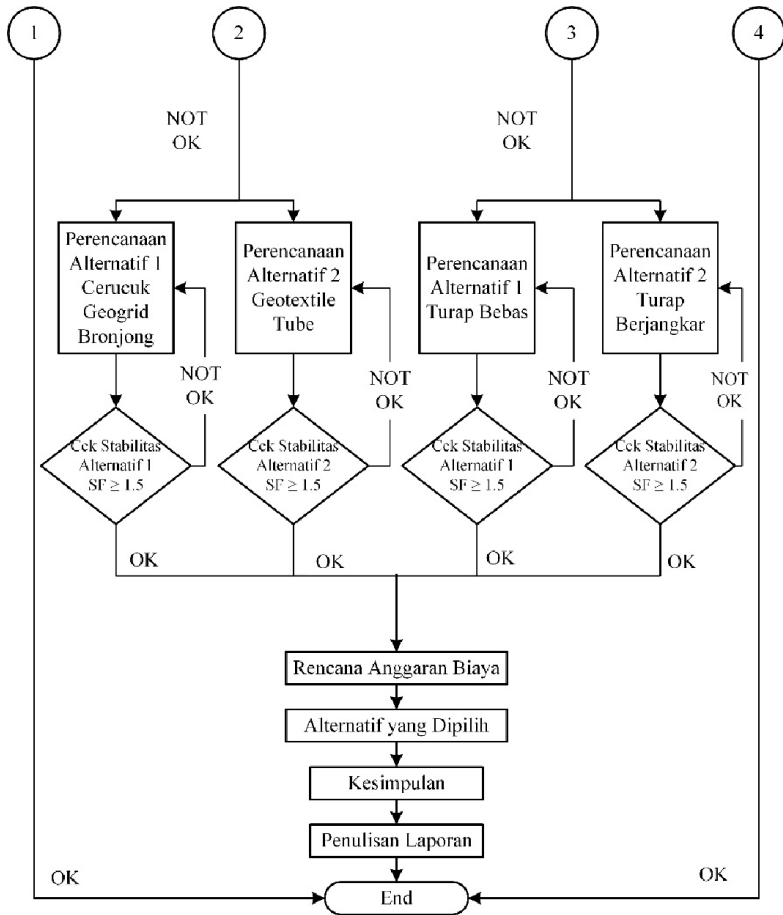 1
2
3
4
NOT
OK
NOT
OK
Perencanaan
Alternatif 1
Cerucuk
Geogrid
Bronjong
Perencanaan
Alternatif 2
Geotextile
Tube
Perencanaan
Alternatif 1
Turap Bebas
Perencanaan
Alternatif 2
Turap
Berjangkar
NOT
OK
NOT
OK
NOT
OK
NOT
OK
Cek Stabilitas
Alternatif 1
SF ≥ 1.5
Cek Stabilitas
Alternatif 2
SF ≥ 1.5
Cek Stabilitas
Alternatif 1
SF ≥ 1.5
Cek Stabilitas
Alternatif 2
SF ≥ 1.5
OK
OK
OK
OK
Rencana Anggaran Biaya
Alternatif yang Dipilih
Kesimpulan
Penulisan Laporan
OK
OK
End